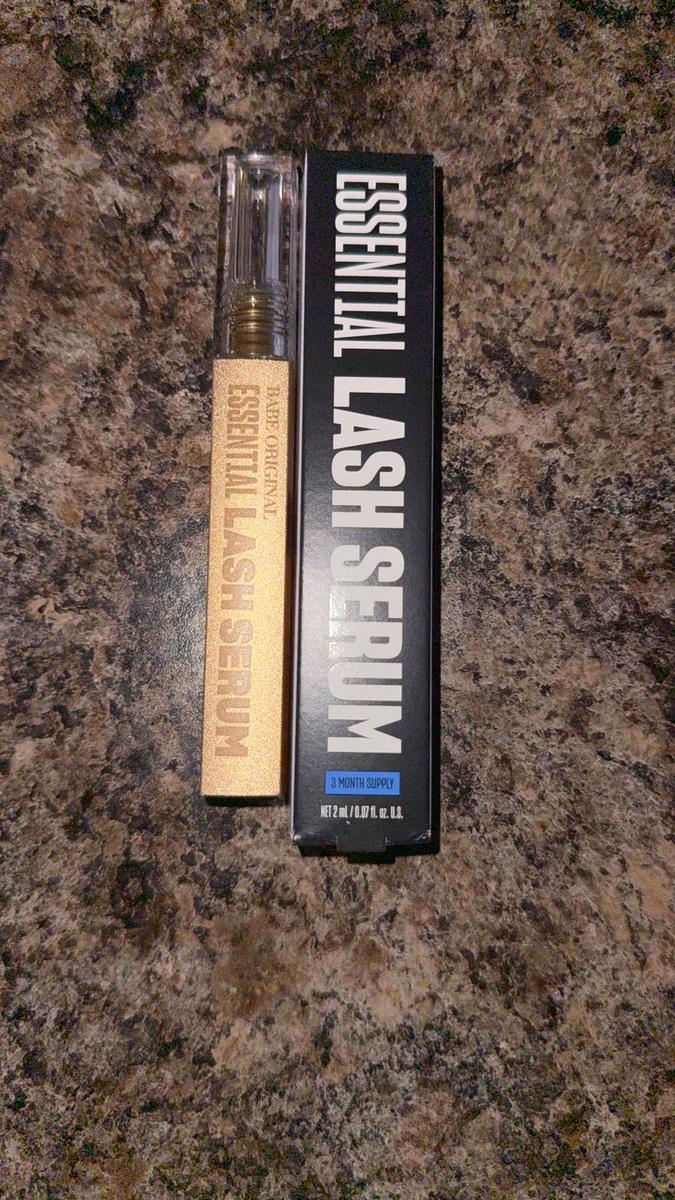 BABE ORIGINAL
ESSENTIAL LASH SERUM
ESSENTIAL LASH SERUM
3 MONTH SUPPLY
NET 2 mL / 0.07 fl. oz. U.S.